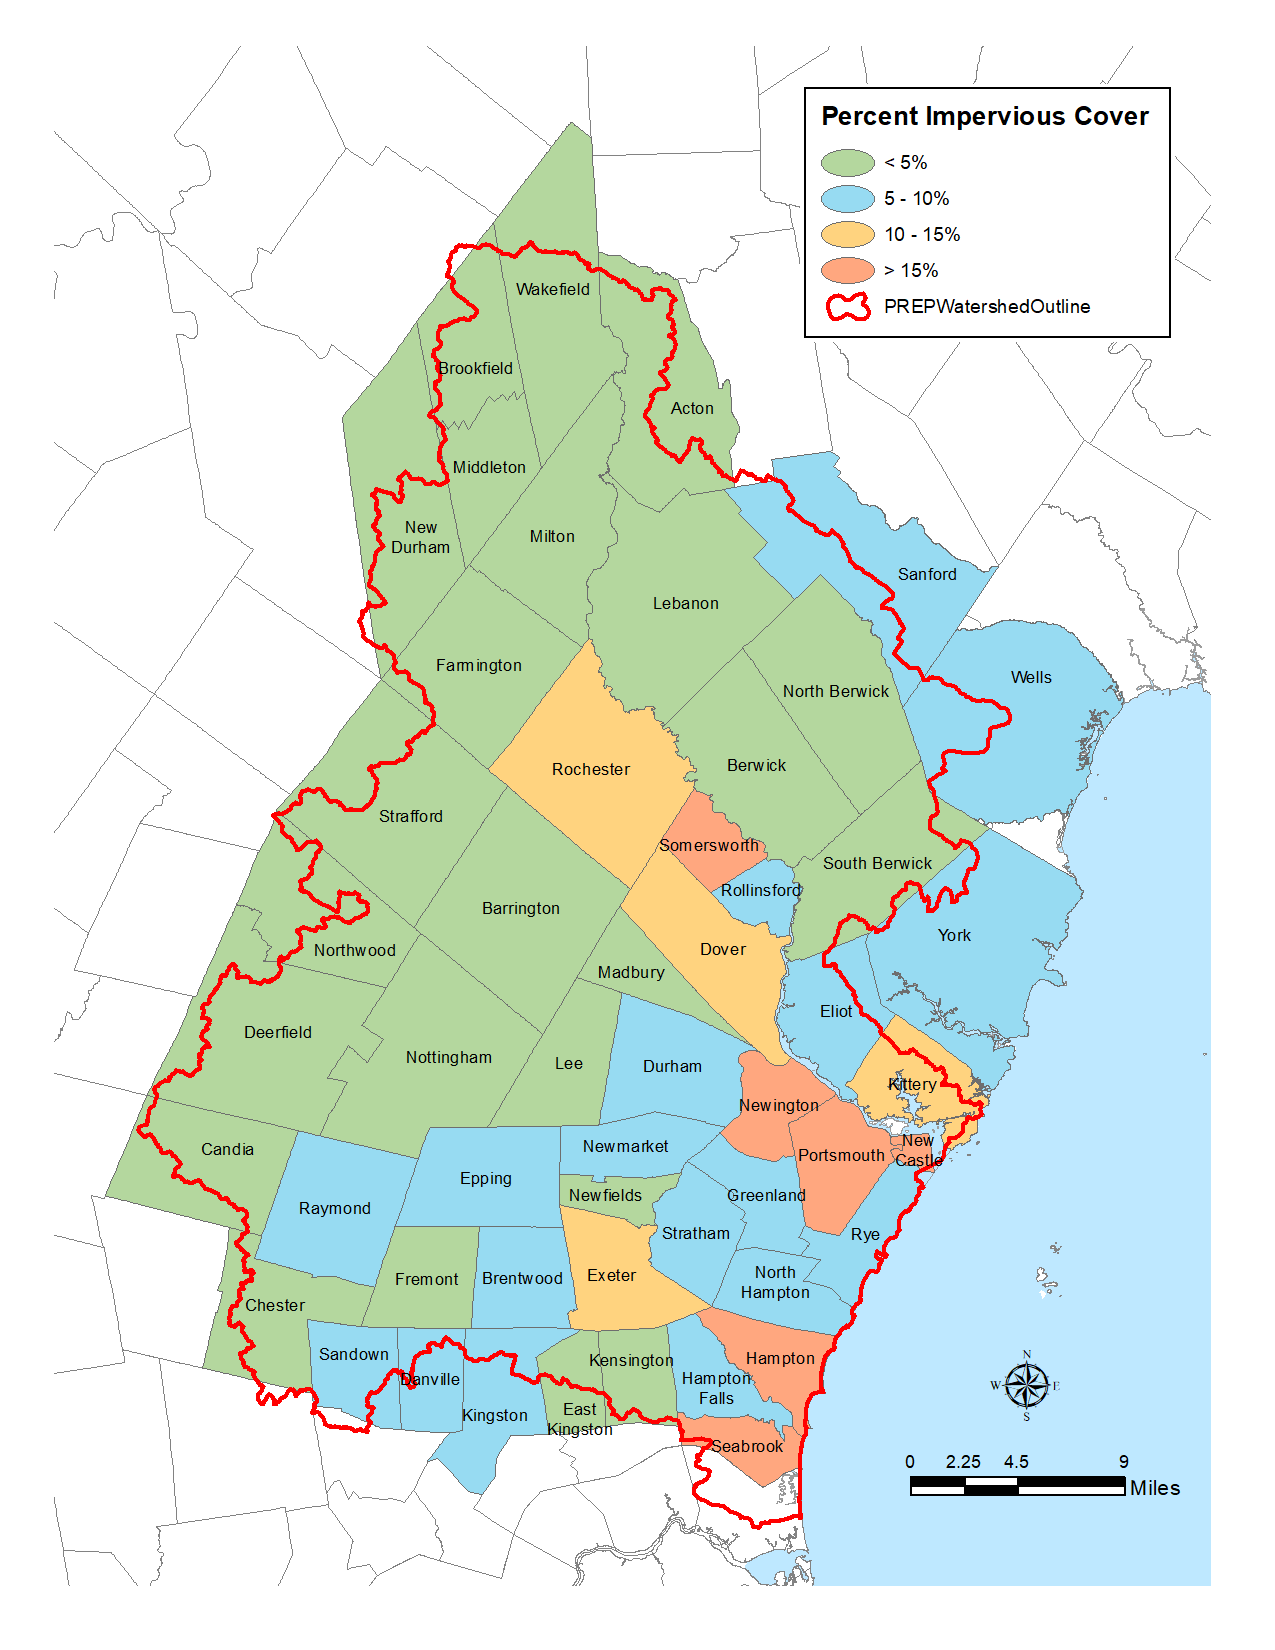 Percent Impervious Cover
< 5%
5 - 10%
10 - 15%
> 15%
PREPWatershedOutline
Wakefield
Brookfield
Acton
Middleton
New
Durham
Milton
Sanford
Lebanon
Farmington
Wells
North Berwick
Rochester
Berwick
Strafford
Somersworth
South Berwick
Rollinsford
Barrington
York
Northwood
Dover
Madbury
Eliot
Deerfield
Nottingham
Lee
Durham
Kittery
Newington
Candia
Newmarket
New
Castle
Portsmouth
Epping
Newfields
Greenland
Raymond
Stratham
Rye
Fremont
Brentwood
Exeter
North
Hampton
Chester
Sandown
Kensington
Hampton
Danville
Hampton
Falls
Kingston
East
Kingston
Seabrook
N
W
E
S
0
2.25
4.5
9
Miles